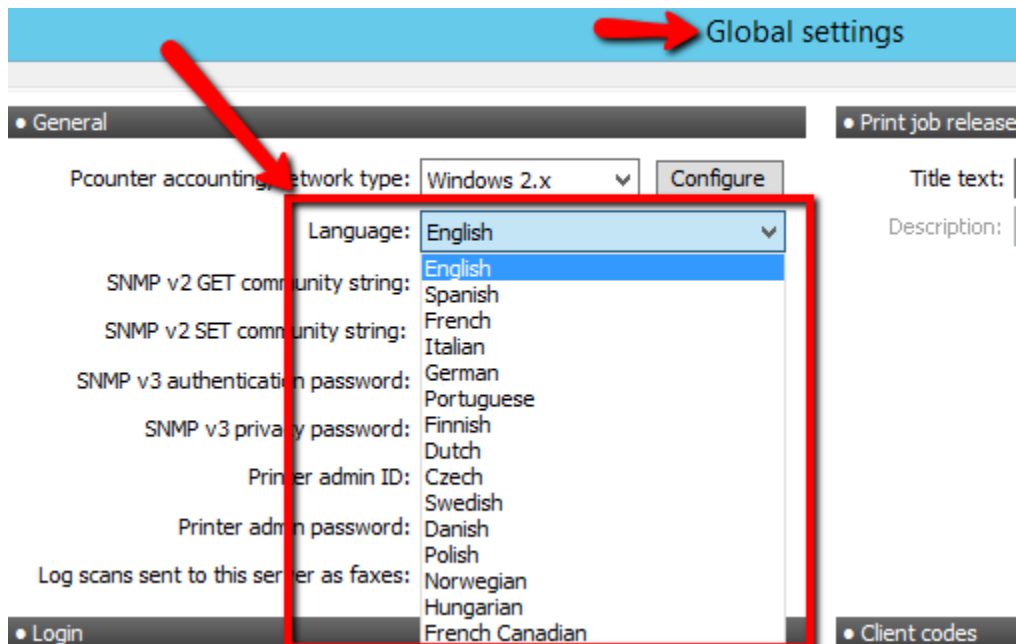 Global settings
• General
Pcounter accounting/network type: Windows 2.x Configure
Language: English
English
Spanish
French
Italian
German
Portuguese
Finnish
Dutch
Czech
Swedish
Danish
Polish
Norwegian
Hungarian
French Canadian
SNMP v2 GET community string:
SNMP v2 SET community string:
SNMP v3 authentication password:
SNMP v3 privacy password:
Printer admin ID:
Printer admin password:
Log scans sent to this server as faxes:
• Login
• Print job release
Title text:
Description:
• Client codes